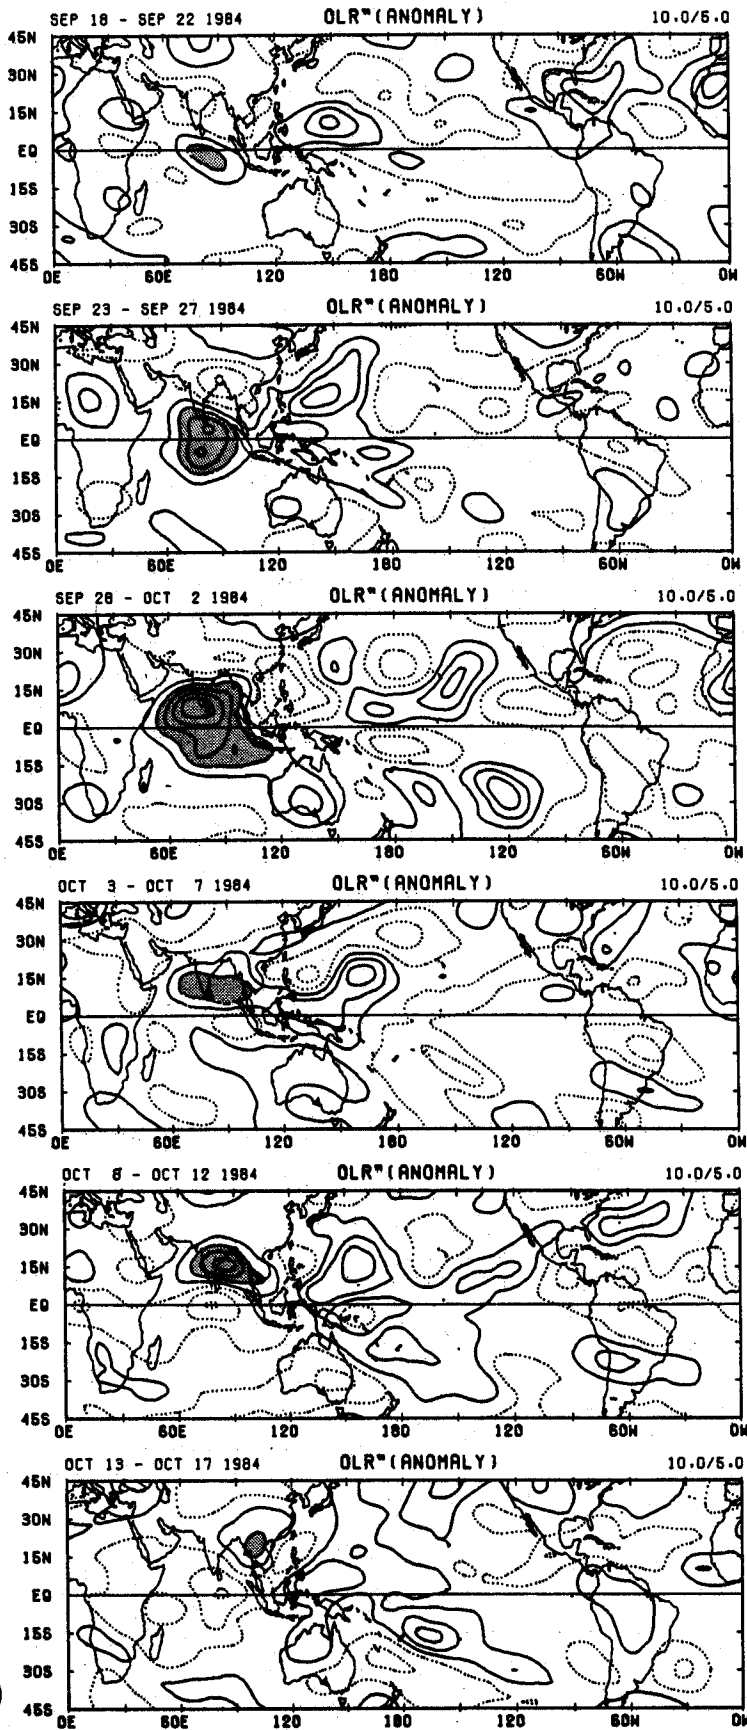 SEP 18 - SEP 22 1984 OLR"(ANOMALY) 10.0/5.0
45N
30N
15N
EQ
15S
30S
45S
0E 60E 120 180 120 60W 0W
SEP 23 - SEP 27 1984 OLR"(ANOMALY) 10.0/5.0
45N
30N
15N
EQ
15S
30S
45S
0E 60E 120 180 120 60W 0W
SEP 28 - OCT 2 1984 OLR"(ANOMALY) 10.0/5.0
45N
30N
15N
EQ
15S
30S
45S
0E 60E 120 180 120 60W 0W
OCT 3 - OCT 7 1984 OLR"(ANOMALY) 10.0/5.0
45N
30N
15N
EQ
15S
30S
45S
0E 60E 120 180 120 60W 0W
OCT 8 - OCT 12 1984 OLR"(ANOMALY) 10.0/5.0
45N
30N
15N
EQ
15S
30S
45S
0E 60E 120 180 120 60W 0W
OCT 13 - OCT 17 1984 OLR"(ANOMALY) 10.0/5.0
45N
30N
15N
EQ
15S
30S
45S
0E 60E 120 180 120 60W 0W